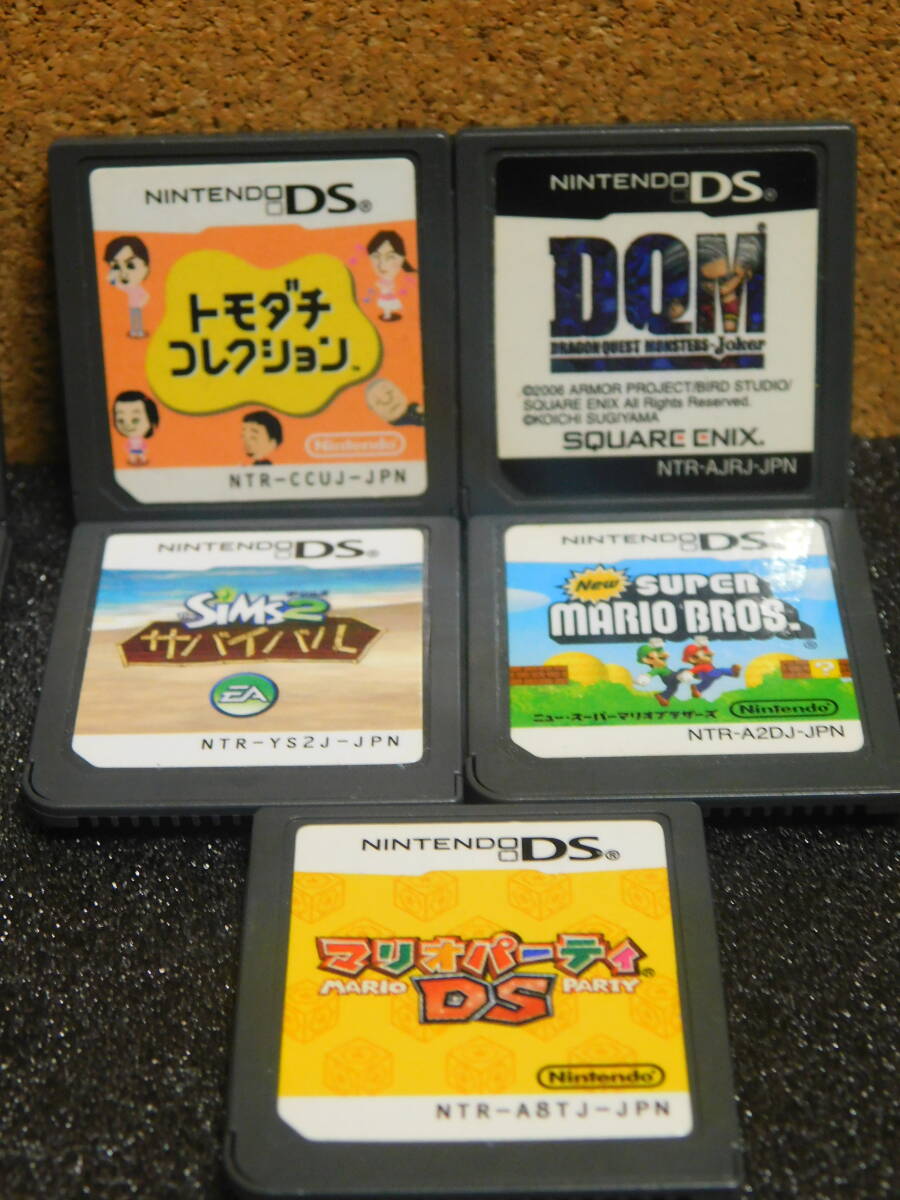 NINTENDO DS®
トモダチ
コレクション™
Nintendo
NTR-CCUJ-JPN
NINTENDO DS®
DQM®
DRAGON QUEST MONSTERS-Joker
©2006 ARMOR PROJECT/BIRD STUDIO/
SQUARE ENIX All Rights Reserved.
©KOICHI SUGIYAMA
SQUARE ENIX.
NTR-AJRJ-JPN
NINTENDO DS®
SiMs 2
サバイバル
EA
NTR-YS2J-JPN
NINTENDO DS
New SUPER
MARIO BROS.®
?
ニュー・スーパーマリオブラザーズ
Nintendo
NTR-A2DJ-JPN
NINTENDO DS®
マリオパーティ®
MARIO DS PARTY
Nintendo
NTR-A8TJ-JPN